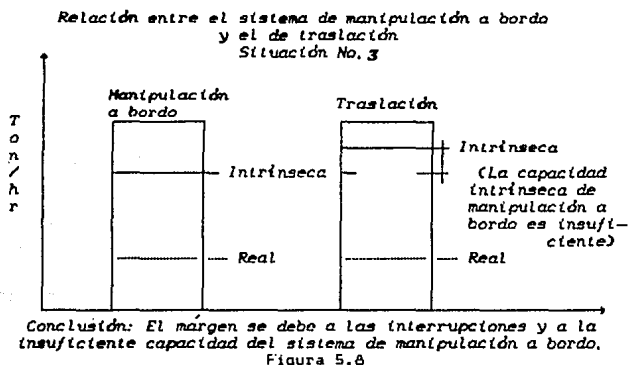 Relación entre el sistema de manipulación a bordo
y el de traslación
Situación No. 3
Ton/hr
Manipulación
a bordo
Intrínseca
Real
Traslación
Intrínseca
(La capacidad
intrínseca de
manipulación a
bordo es insufi-
ciente)
Real
Conclusión: El márgen se debe a las interrupciones y a la
insuficiente capacidad del sistema de manipulación a bordo.
Figura 5.8